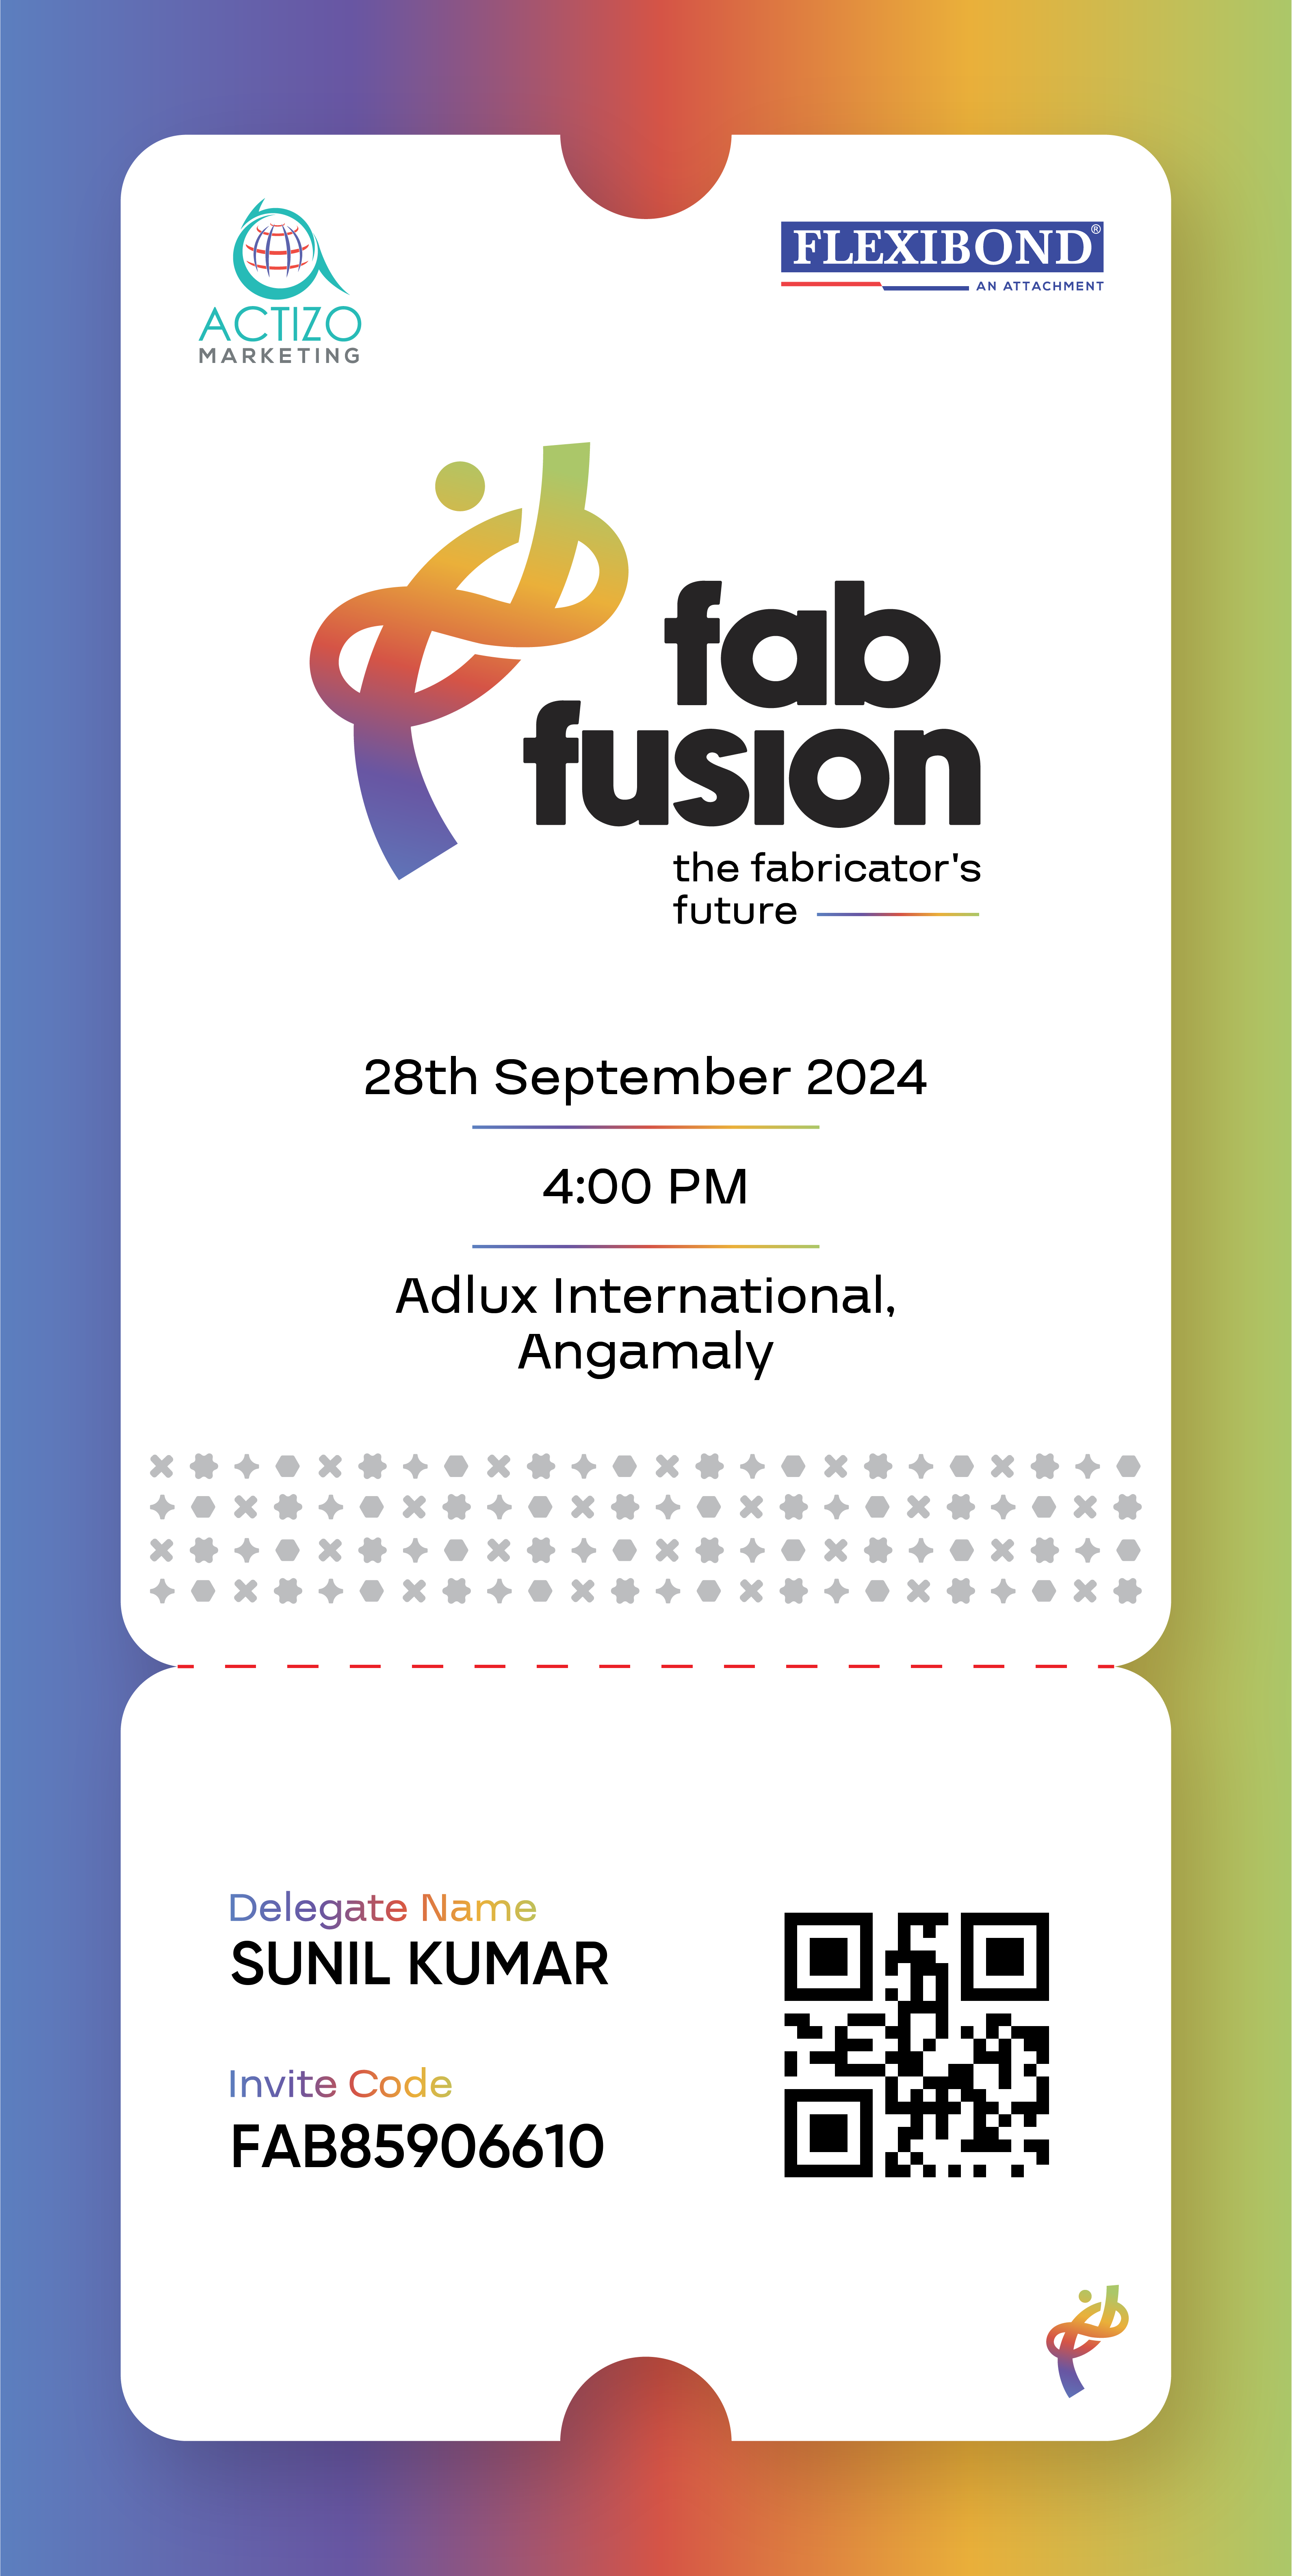 ACTIZO
MARKETING
FLEXIBOND®
AN ATTACHMENT
fab
fusion
the fabricator's
future
28th September 2024
4:00 PM
Adlux International,
Angamaly
Delegate Name
SUNIL KUMAR
Invite Code
FAB85906610